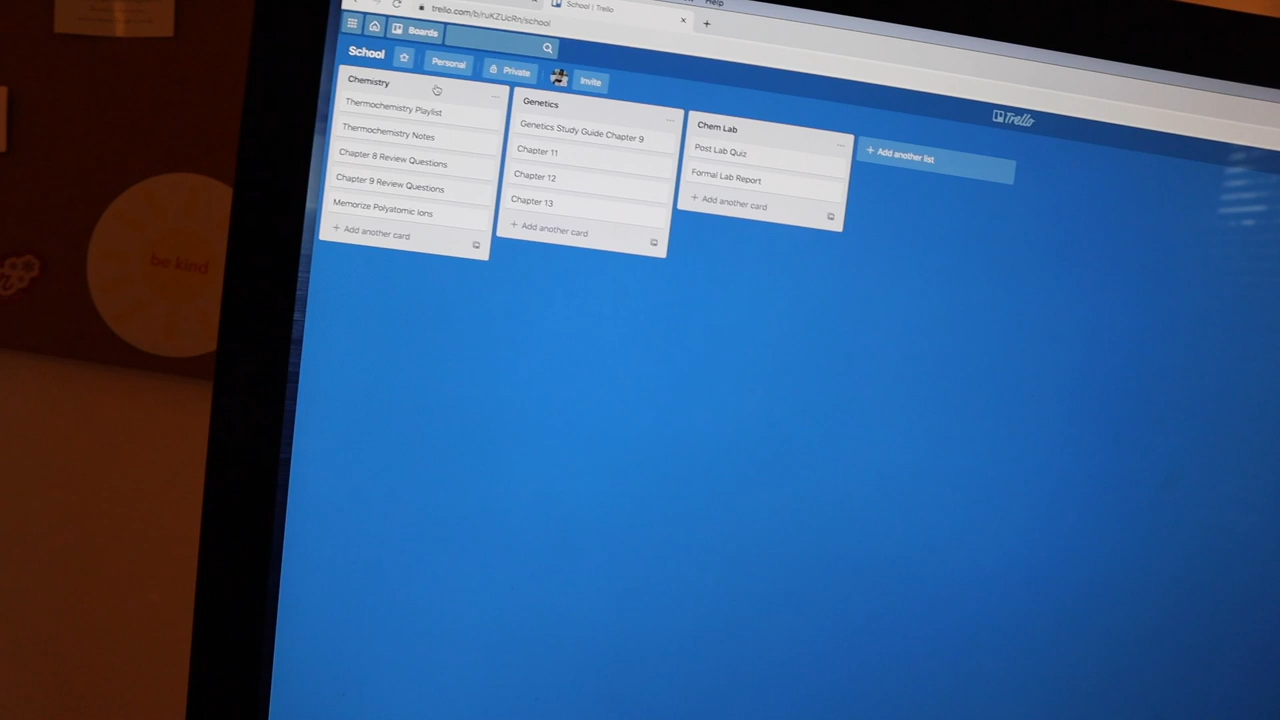 Help
School | Trello
trello.com/b/ruKZUcRn/school
Boards
School
Personal
Private
Invite
Trello
Chemistry
Thermochemistry Playlist
Thermochemistry Notes
Chapter 8 Review Questions
Chapter 9 Review Questions
Memorize Polyatomic Ions
+ Add another card
Genetics
Genetics Study Guide Chapter 9
Chapter 11
Chapter 12
Chapter 13
+ Add another card
Chem Lab
Post Lab Quiz
Formal Lab Report
+ Add another card
+ Add another list
be kind